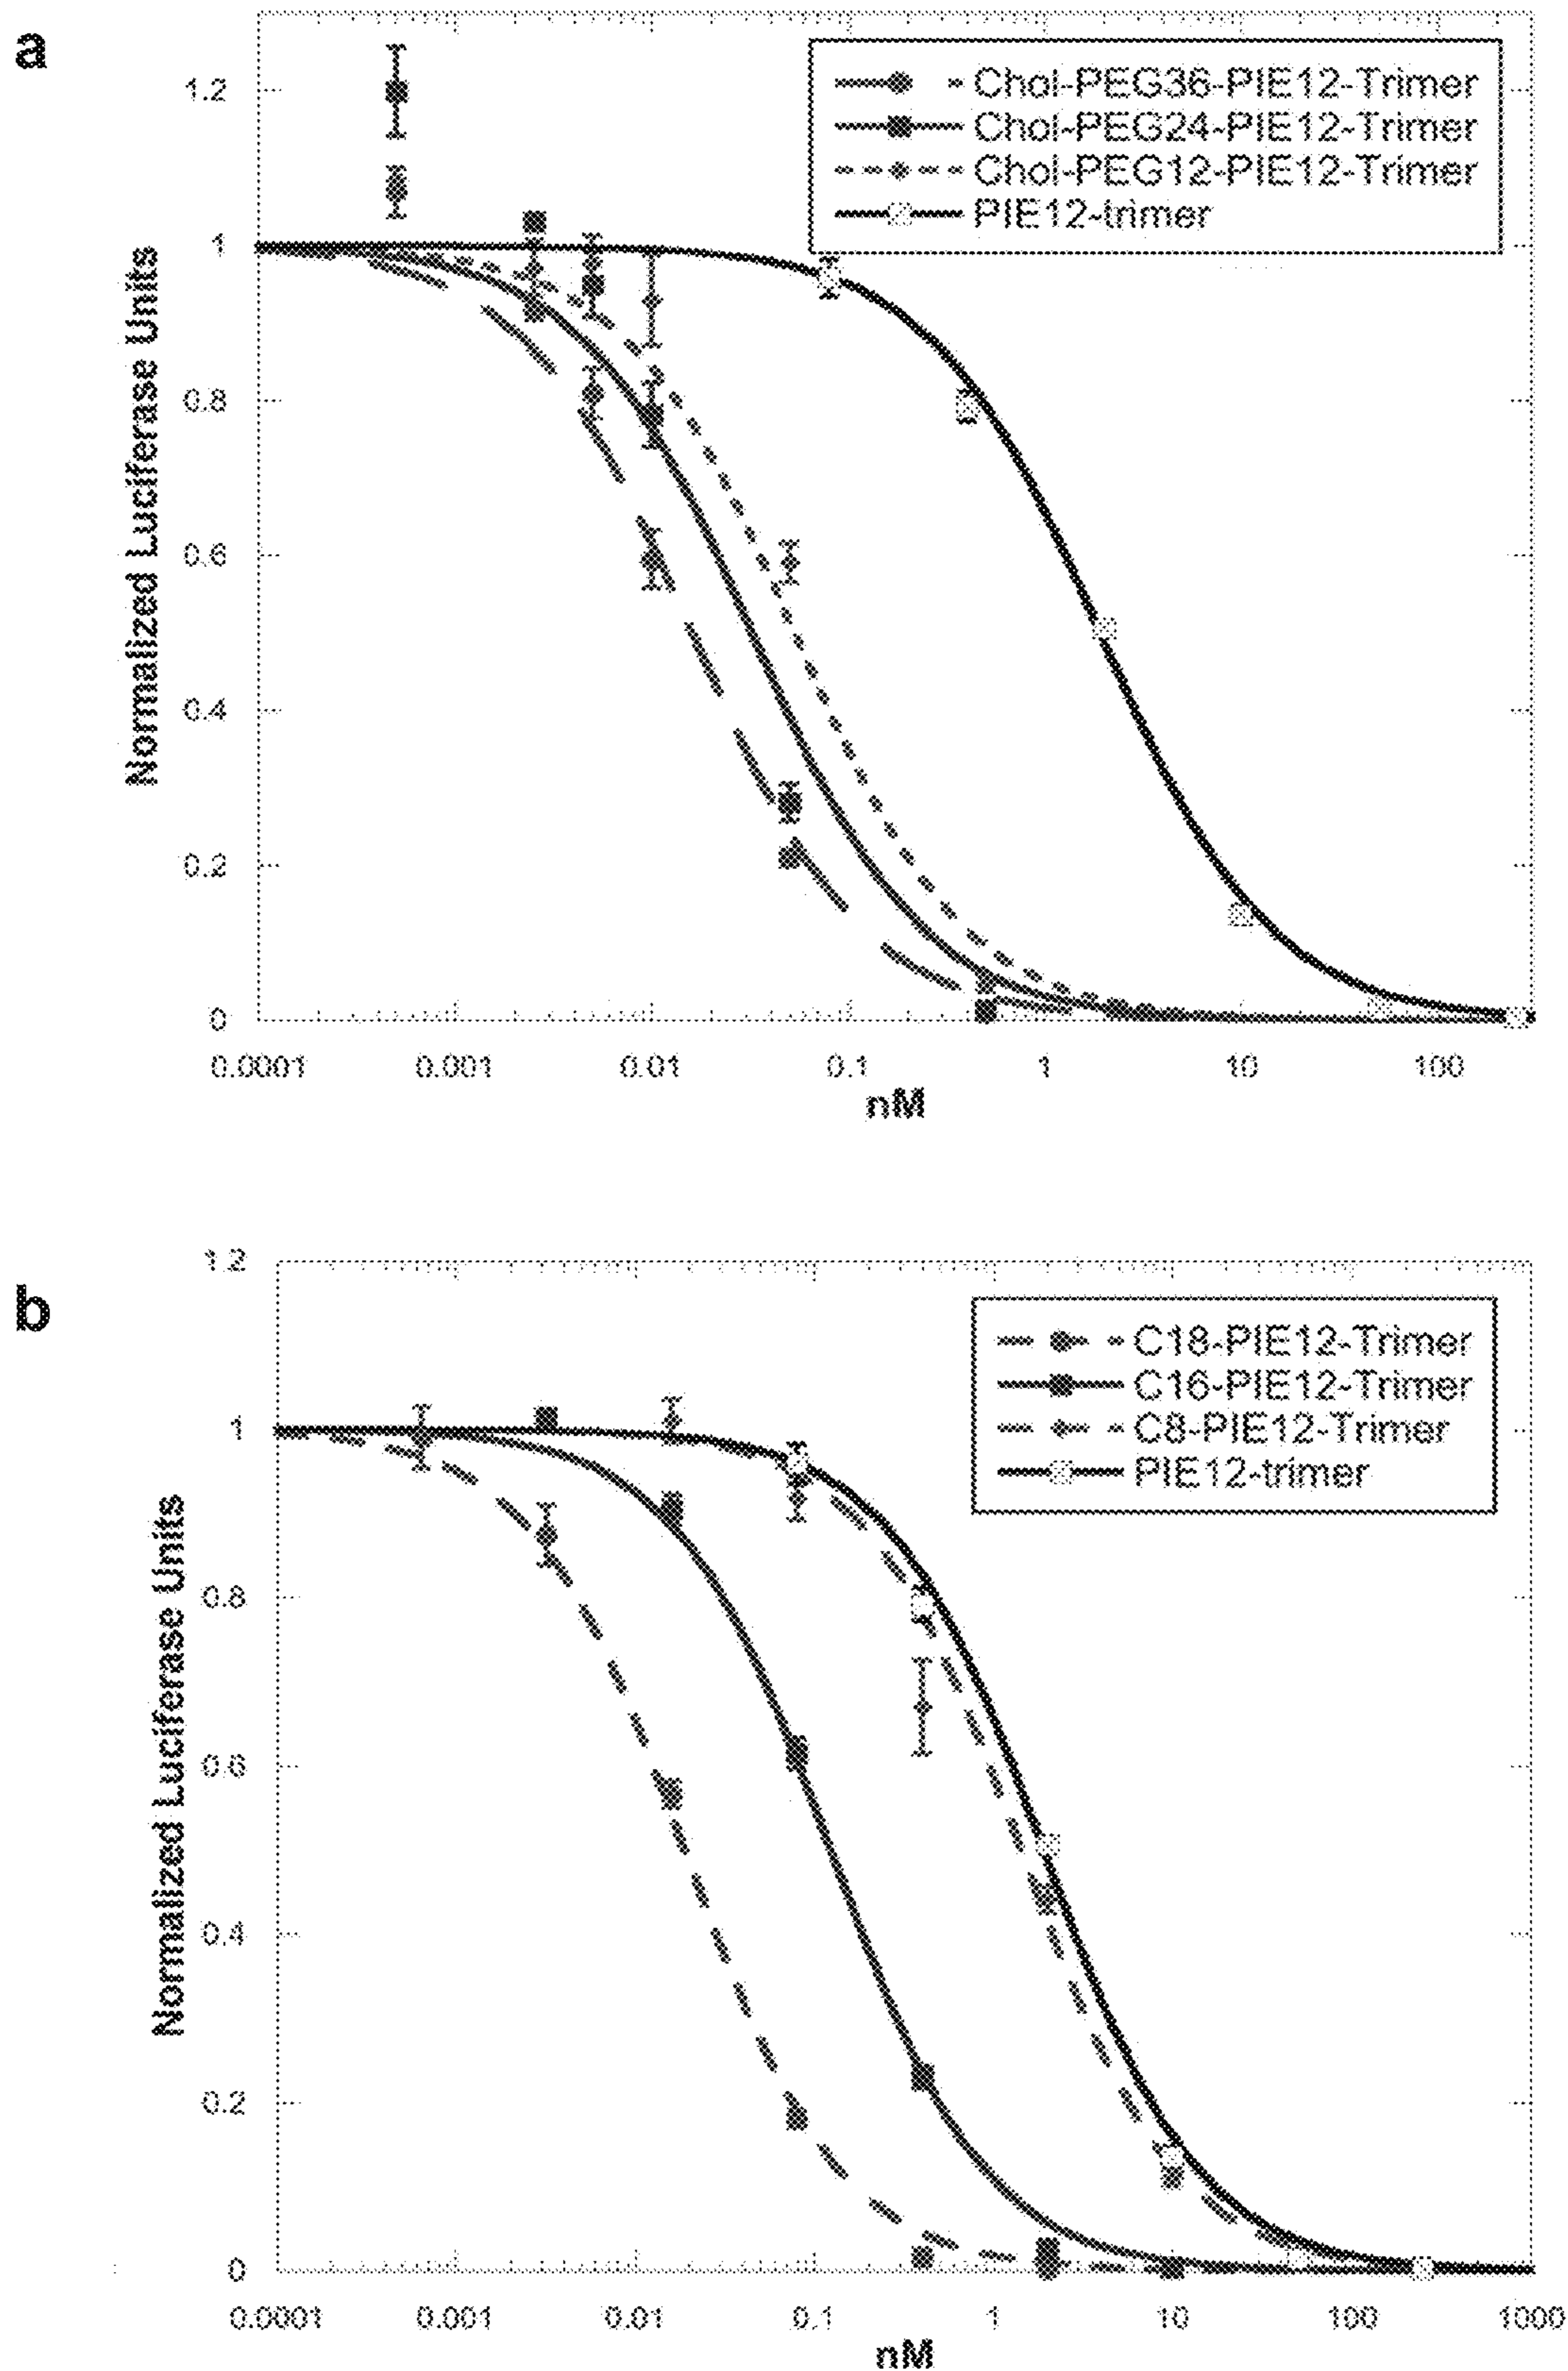 a
Chol-PEG36-PIE12-Trimer
Chol-PEG24-PIE12-Trimer
Chol-PEG12-PIE12-Trimer
PIE12-trimer
Normalized Luciferase Units
1.2
1
0.8
0.6
0.4
0.2
0
0.0001 0.001 0.01 0.1 1 10 100
nM
b
C18-PIE12-Trimer
C16-PIE12-Trimer
C8-PIE12-Trimer
PIE12-trimer
Normalized Luciferase Units
1.2
1
0.8
0.6
0.4
0.2
0
0.0001 0.001 0.01 0.1 1 10 100 1000
nM